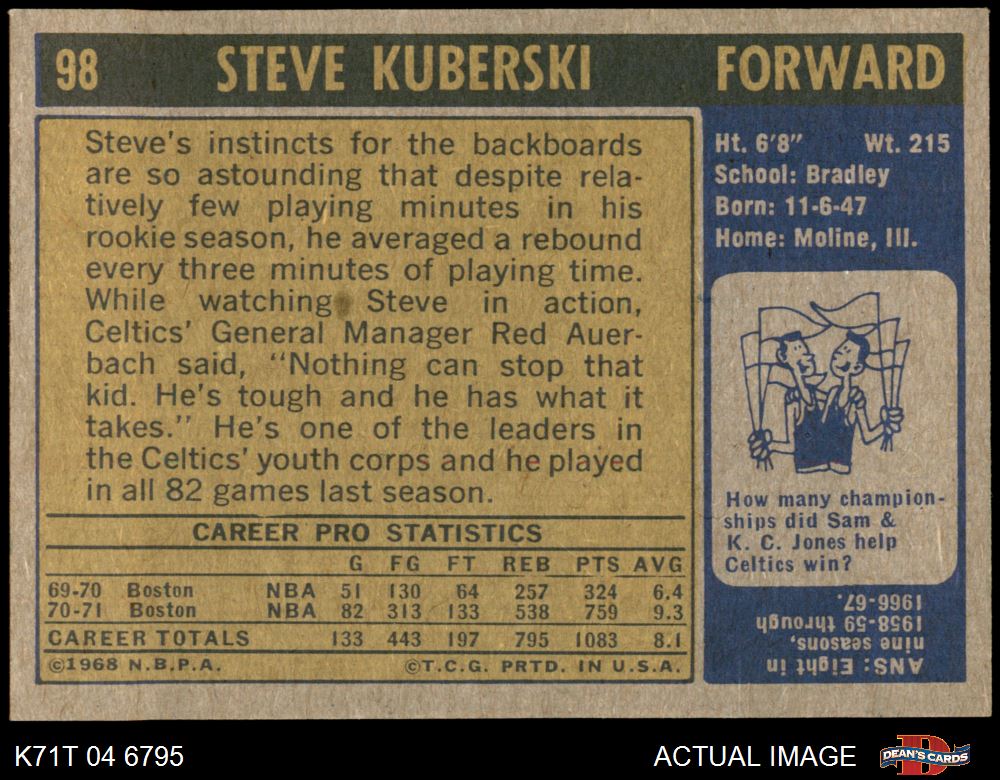 98 STEVE KUBERSKI FORWARD
Steve's instincts for the backboards
are so astounding that despite rela-
tively few playing minutes in his
rookie season, he averaged a rebound
every three minutes of playing time.
While watching Steve in action,
Celtics' General Manager Red Auer-
bach said, "Nothing can stop that
kid. He's tough and he has what it
takes." He's one of the leaders in
the Celtics' youth corps and he played
in all 82 games last season.
CAREER PRO STATISTICS
G FG FT REB PTS AVG
69-70 Boston NBA 51 130 64 257 324 6.4
70-71 Boston NBA 82 313 133 538 759 9.3
CAREER TOTALS 133 443 197 795 1083 8.1
©1968 N.B.P.A. ©T.C.G. PRTD. IN U.S.A.
Ht. 6'8" Wt. 215
School: Bradley
Born: 11-6-47
Home: Moline, Ill.
How many champion-
ships did Sam &
K. C. Jones help
Celtics win?
ANS: Eight in
nine seasons,
1958-59 through
1966-67.
K71T 04 6795 ACTUAL IMAGE DEAN'S CARDS